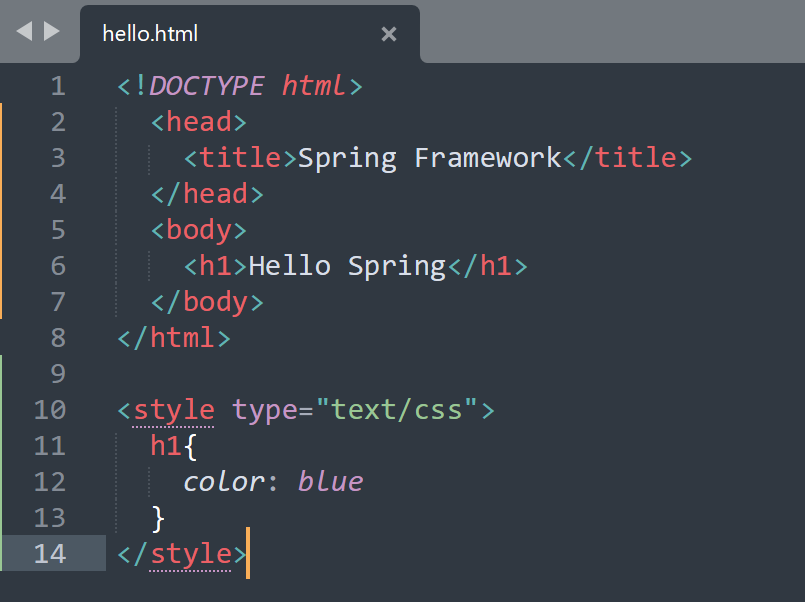 hello.html ×
1 <!DOCTYPE html>
2   <head>
3     <title>Spring Framework</title>
4   </head>
5   <body>
6     <h1>Hello Spring</h1>
7   </body>
8 </html>
9
10 <style type="text/css">
11   h1{
12     color: blue
13   }
14 </style>